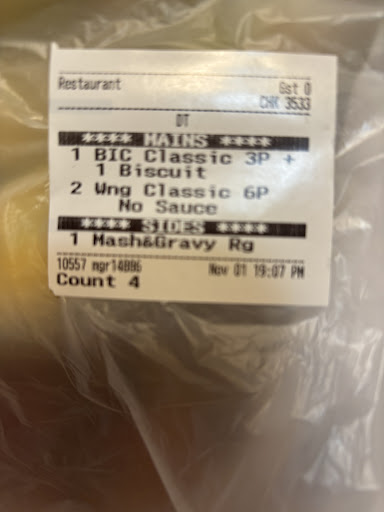 Restaurant Gst 0
CHK 3533
DT
**** MAINS ****
1 BIC Classic 3P +
1 Biscuit
2 Wng Classic 6P
No Sauce
**** SIDES ****
1 Mash&Gravy Rg
10557 mgr14896 Nov 01 19:07 PM
Count 4